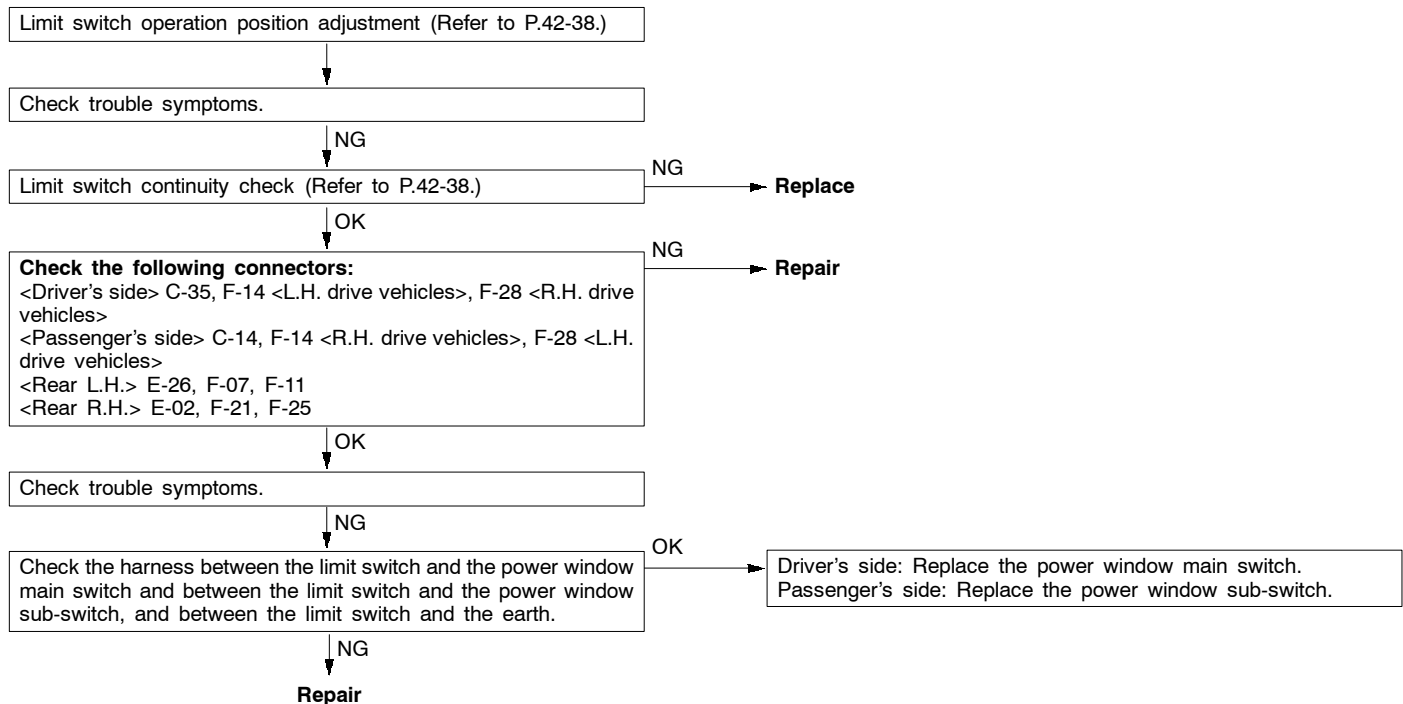 Limit switch operation position adjustment (Refer to P.42-38.)
Check trouble symptoms.
NG
Limit switch continuity check (Refer to P.42-38.)
NG
Replace
OK
Check the following connectors:
<Driver's side> C-35, F-14 <L.H. drive vehicles>, F-28 <R.H. drive
vehicles>
<Passenger's side> C-14, F-14 <R.H. drive vehicles>, F-28 <L.H.
drive vehicles>
<Rear L.H.> E-26, F-07, F-11
<Rear R.H.> E-02, F-21, F-25
NG
Repair
OK
Check trouble symptoms.
NG
Check the harness between the limit switch and the power window
main switch and between the limit switch and the power window
sub-switch, and between the limit switch and the earth.
OK
Driver's side: Replace the power window main switch.
Passenger's side: Replace the power window sub-switch.
NG
Repair